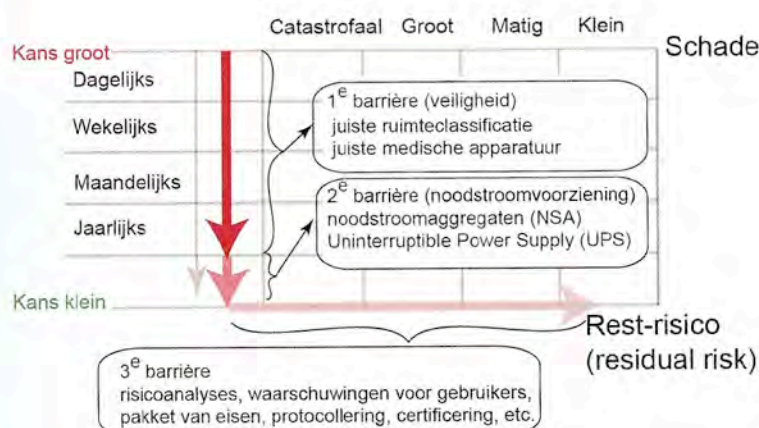 Catastrofaal Groot Matig Klein
Schade
Kans groot
Dagelijks
Wekelijks
Maandelijks
Jaarlijks
Kans klein
1e barrière (veiligheid)
juiste ruimteclassificatie
juiste medische apparatuur
2e barrière (noodstroomvoorziening)
noodstroomaggregaten (NSA)
Uninterruptible Power Supply (UPS)
Rest-risico
(residual risk)
3e barrière
risicoanalyses, waarschuwingen voor gebruikers,
pakket van eisen, protocollering, certificering, etc.